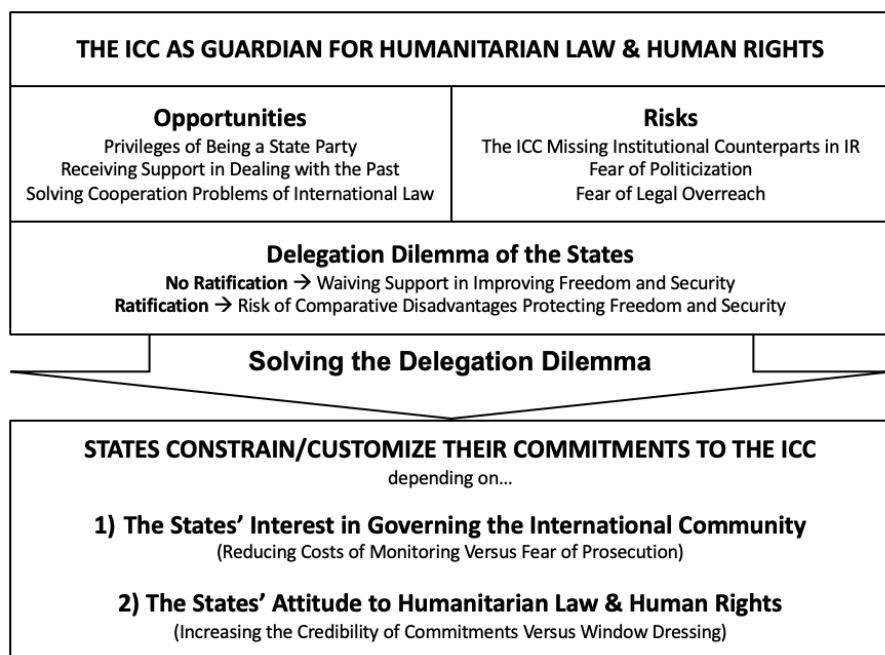 THE ICC AS GUARDIAN FOR HUMANITARIAN LAW & HUMAN RIGHTS
Opportunities
Privileges of Being a State Party
Receiving Support in Dealing with the Past
Solving Cooperation Problems of International Law
Risks
The ICC Missing Institutional Counterparts in IR
Fear of Politicization
Fear of Legal Overreach
Delegation Dilemma of the States
No Ratification → Waiving Support in Improving Freedom and Security
Ratification → Risk of Comparative Disadvantages Protecting Freedom and Security
Solving the Delegation Dilemma
STATES CONSTRAIN/CUSTOMIZE THEIR COMMITMENTS TO THE ICC
depending on…
1) The States' Interest in Governing the International Community
(Reducing Costs of Monitoring Versus Fear of Prosecution)
2) The States' Attitude to Humanitarian Law & Human Rights
(Increasing the Credibility of Commitments Versus Window Dressing)